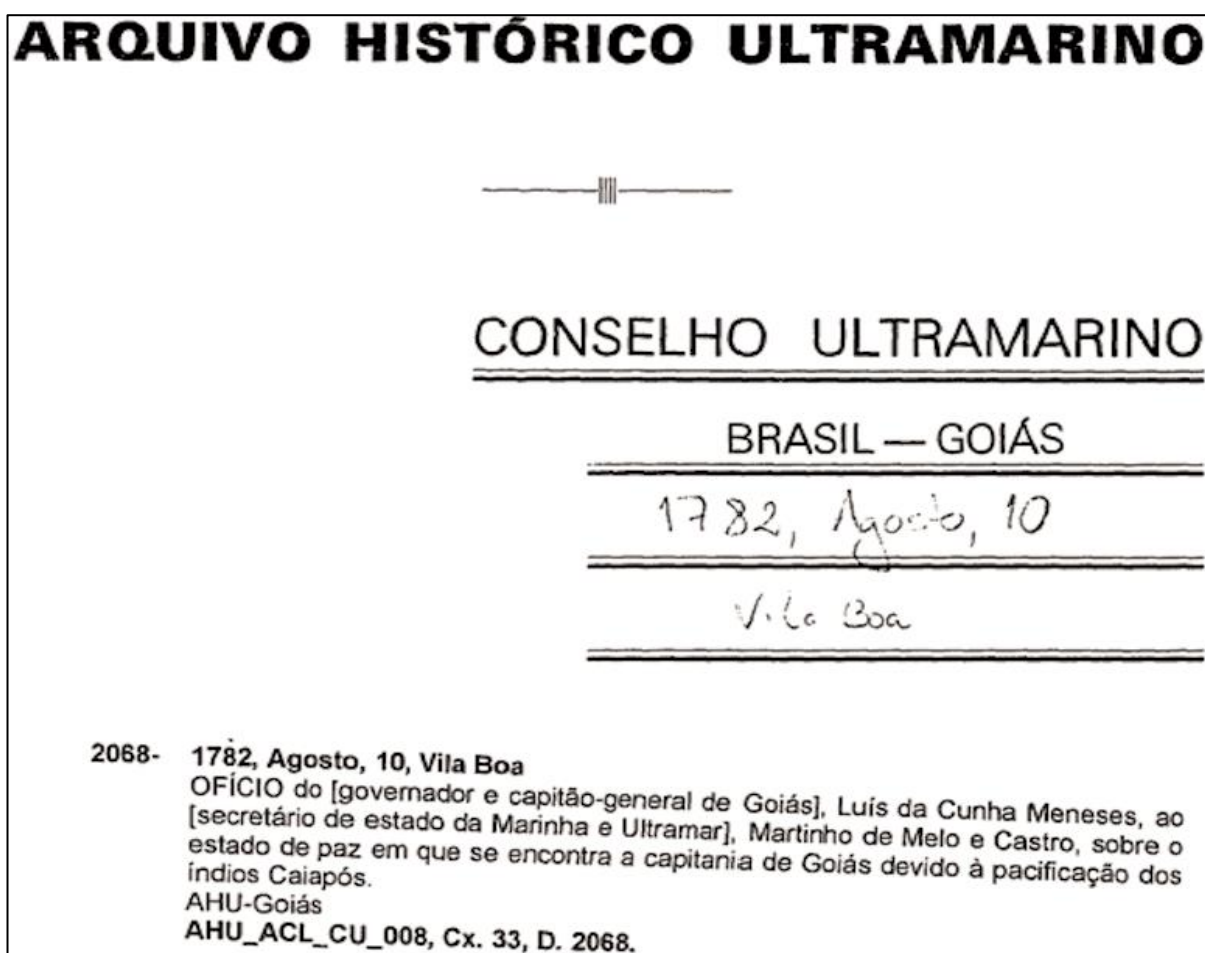 ARQUIVO HISTÓRICO ULTRAMARINO
CONSELHO ULTRAMARINO
BRASIL — GOIÁS
1782, Agosto, 10
Vila Boa
2068- 1782, Agosto, 10, Vila Boa
OFÍCIO do [governador e capitão-general de Goiás], Luís da Cunha Meneses, ao
[secretário de estado da Marinha e Ultramar], Martinho de Melo e Castro, sobre o
estado de paz em que se encontra a capitania de Goiás devido à pacificação dos
índios Caiapós.
AHU-Goiás
AHU_ACL_CU_008, Cx. 33, D. 2068.